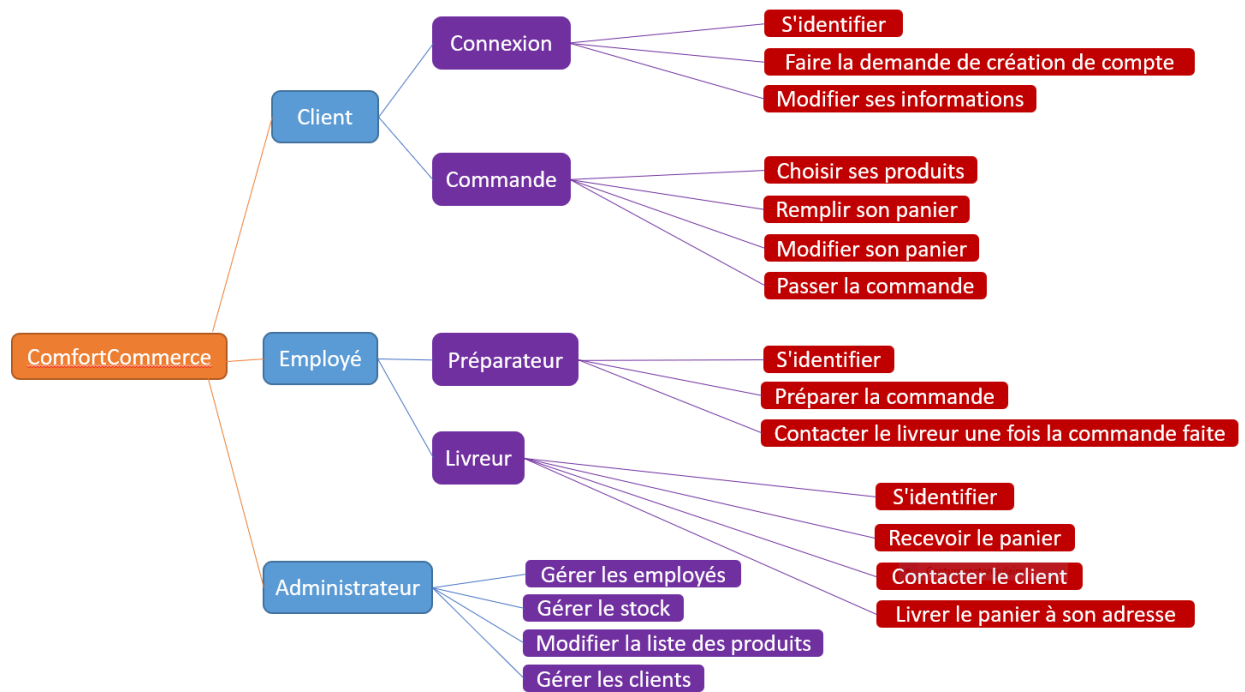 ComfortCommerce
Client
Connexion
S'identifier
Faire la demande de création de compte
Modifier ses informations
Commande
Choisir ses produits
Remplir son panier
Modifier son panier
Passer la commande
Employé
Préparateur
S'identifier
Préparer la commande
Contacter le livreur une fois la commande faite
Livreur
S'identifier
Recevoir le panier
Contacter le client
Livrer le panier à son adresse
Administrateur
Gérer les employés
Gérer le stock
Modifier la liste des produits
Gérer les clients